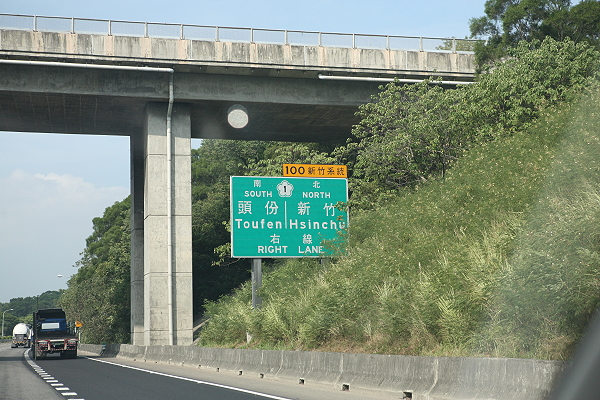 100 新竹系統
南 北
SOUTH 1 NORTH
頭份 新竹
Toufen Hsinchu
右線
RIGHT LANE